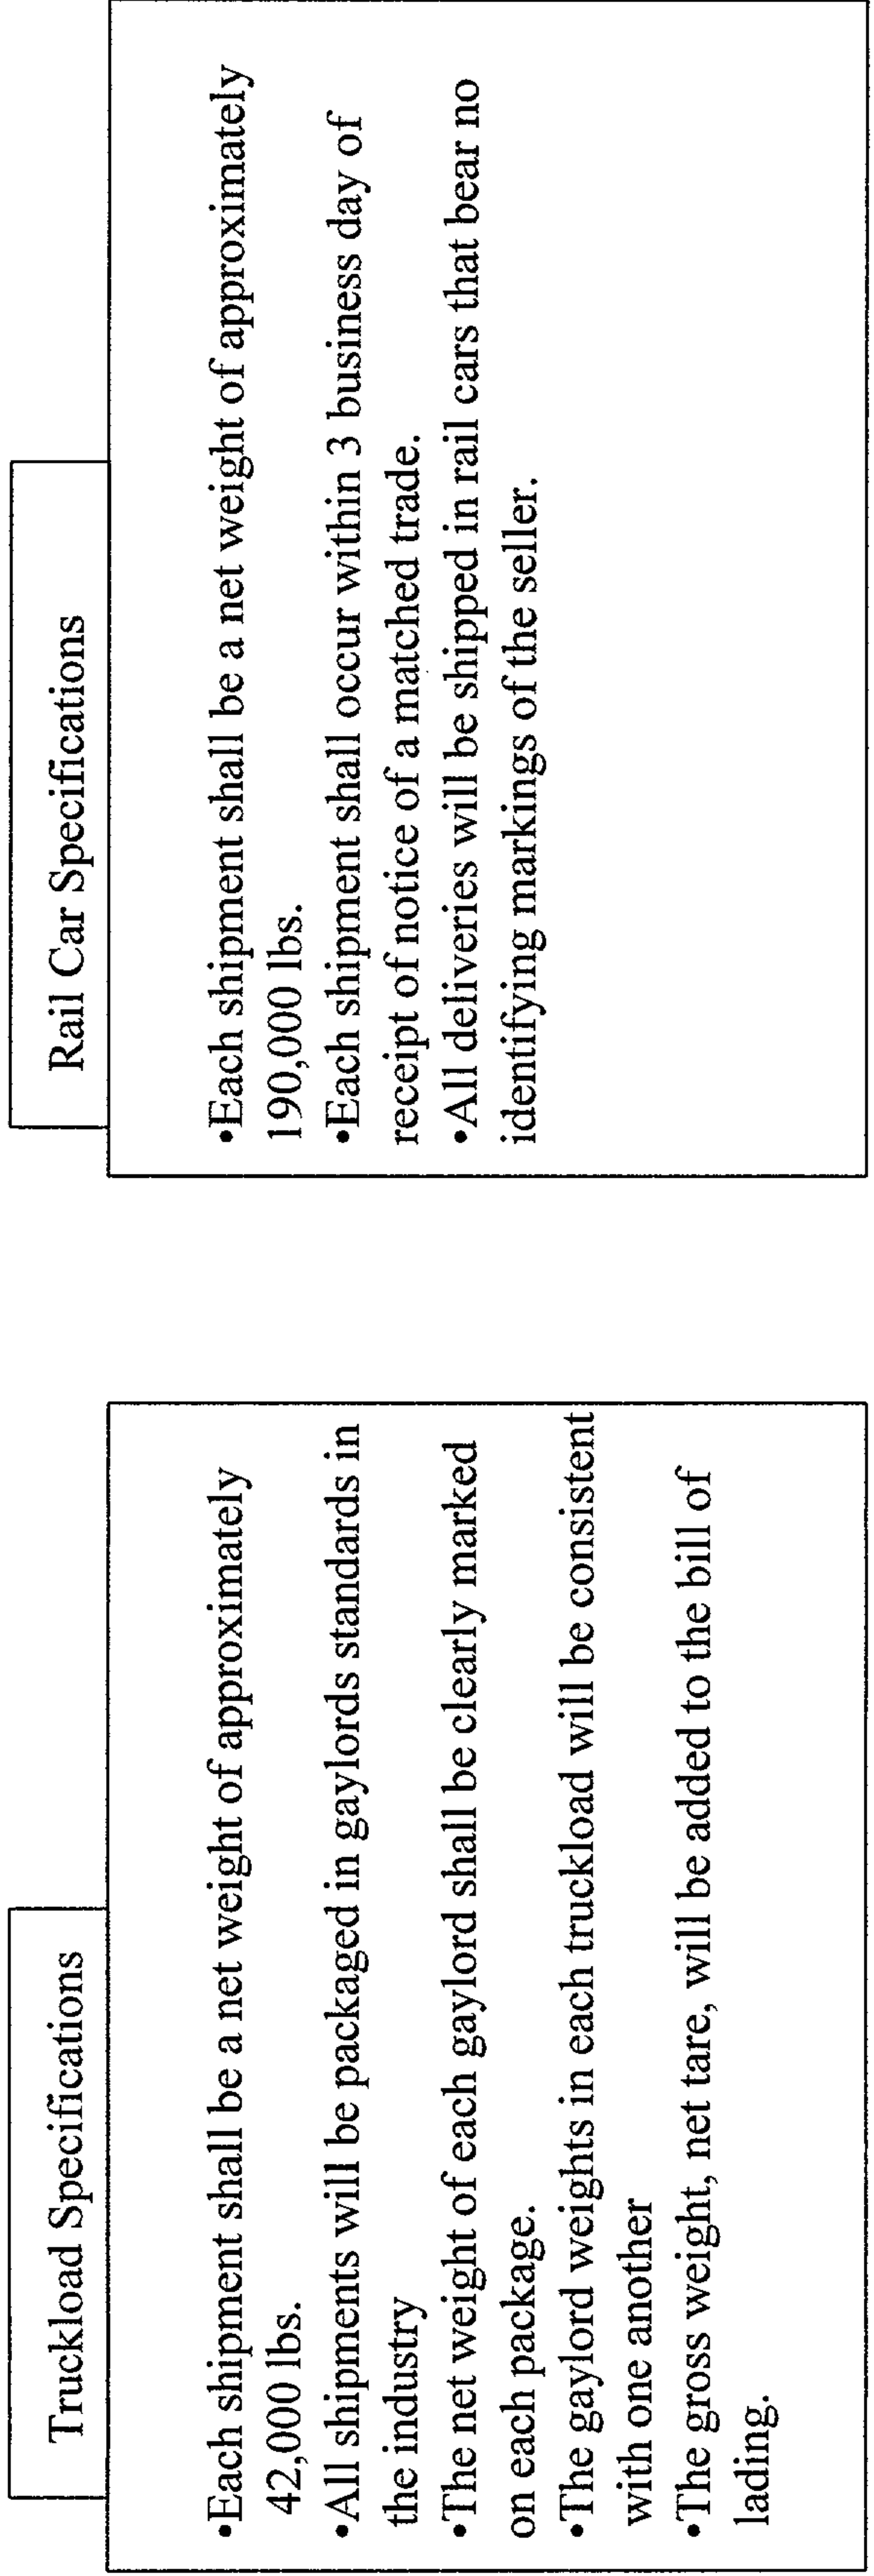 Truckload Specifications
•Each shipment shall be a net weight of approximately
42,000 lbs.
•All shipments will be packaged in gaylords standards in
the industry
•The net weight of each gaylord shall be clearly marked
on each package.
•The gaylord weights in each truckload will be consistent
with one another
•The gross weight, net tare, will be added to the bill of
lading.
Rail Car Specifications
•Each shipment shall be a net weight of approximately
190,000 lbs.
•Each shipment shall occur within 3 business day of
receipt of notice of a matched trade.
•All deliveries will be shipped in rail cars that bear no
identifying markings of the seller.